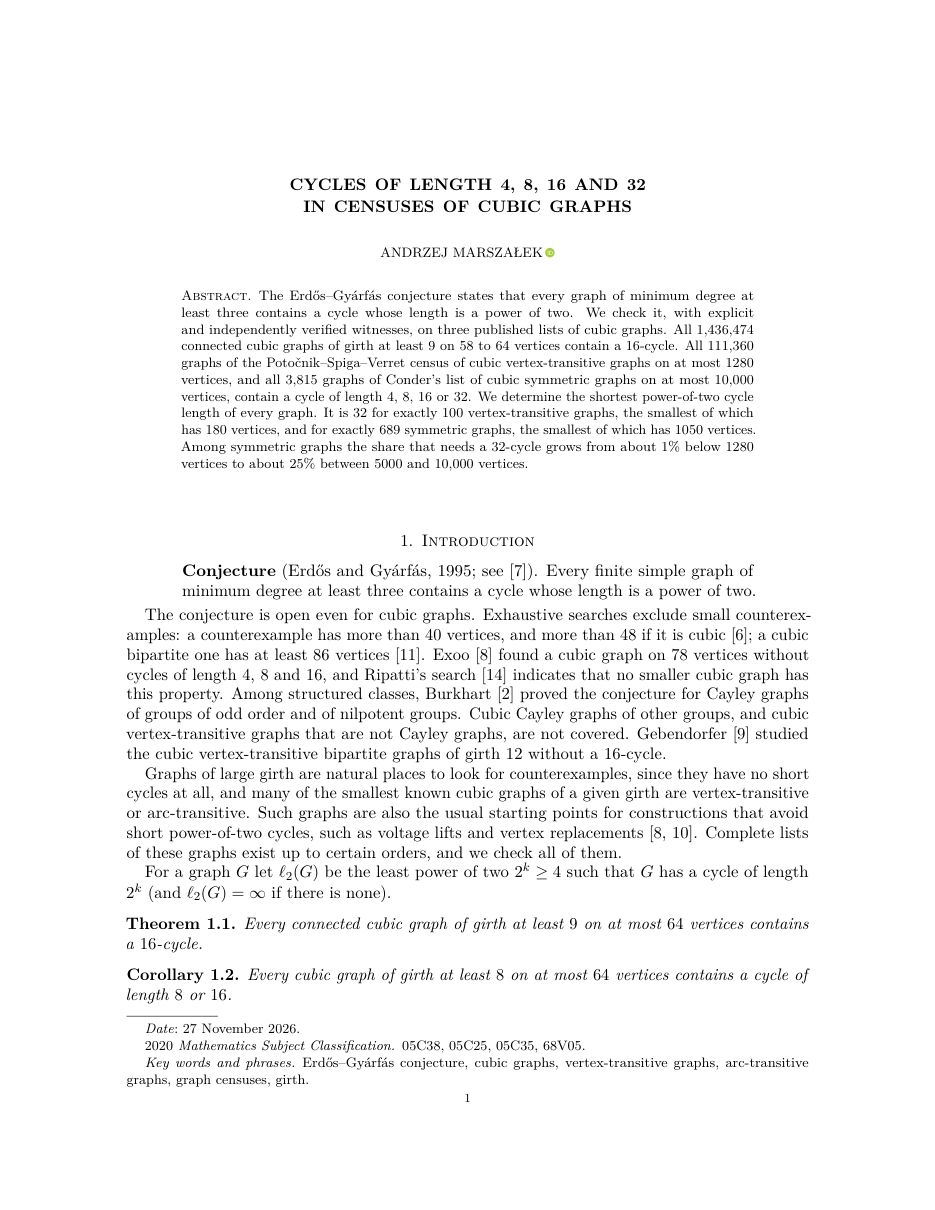 CYCLES OF LENGTH 4, 8, 16 AND 32
IN CENSUSES OF CUBIC GRAPHS
ANDRZEJ MARSZAŁEK
ABSTRACT. The Erdős–Gyárfás conjecture states that every graph of minimum degree at
least three contains a cycle whose length is a power of two. We check it, with explicit
and independently verified witnesses, on three published lists of cubic graphs. All 1,436,474
connected cubic graphs of girth at least 9 on 58 to 64 vertices contain a 16-cycle. All 111,360
graphs of the Potočnik–Spiga–Verret census of cubic vertex-transitive graphs on at most 1280
vertices, and all 3,815 graphs of Conder's list of cubic symmetric graphs on at most 10,000
vertices, contain a cycle of length 4, 8, 16 or 32. We determine the shortest power-of-two cycle
length of every graph. It is 32 for exactly 100 vertex-transitive graphs, the smallest of which
has 180 vertices, and for exactly 689 symmetric graphs, the smallest of which has 1050 vertices.
Among symmetric graphs the share that needs a 32-cycle grows from about 1% below 1280
vertices to about 25% between 5000 and 10,000 vertices.
1. INTRODUCTION
Conjecture (Erdős and Gyárfás, 1995; see [7]). Every finite simple graph of
minimum degree at least three contains a cycle whose length is a power of two.
The conjecture is open even for cubic graphs. Exhaustive searches exclude small counterex-
amples: a counterexample has more than 40 vertices, and more than 48 if it is cubic [6]; a cubic
bipartite one has at least 86 vertices [11]. Exoo [8] found a cubic graph on 78 vertices without
cycles of length 4, 8 and 16, and Ripatti's search [14] indicates that no smaller cubic graph has
this property. Among structured classes, Burkhart [2] proved the conjecture for Cayley graphs
of groups of odd order and of nilpotent groups. Cubic Cayley graphs of other groups, and cubic
vertex-transitive graphs that are not Cayley graphs, are not covered. Gebendorfer [9] studied
the cubic vertex-transitive bipartite graphs of girth 12 without a 16-cycle.
Graphs of large girth are natural places to look for counterexamples, since they have no short
cycles at all, and many of the smallest known cubic graphs of a given girth are vertex-transitive
or arc-transitive. Such graphs are also the usual starting points for constructions that avoid
short power-of-two cycles, such as voltage lifts and vertex replacements [8, 10]. Complete lists
of these graphs exist up to certain orders, and we check all of them.
For a graph G let ℓ₂(G) be the least power of two 2ᵏ ≥ 4 such that G has a cycle of length
2ᵏ (and ℓ₂(G) = ∞ if there is none).
Theorem 1.1. Every connected cubic graph of girth at least 9 on at most 64 vertices contains
a 16-cycle.
Corollary 1.2. Every cubic graph of girth at least 8 on at most 64 vertices contains a cycle of
length 8 or 16.
Date: 27 November 2026.
2020 Mathematics Subject Classification. 05C38, 05C25, 05C35, 68V05.
Key words and phrases. Erdős–Gyárfás conjecture, cubic graphs, vertex-transitive graphs, arc-transitive
graphs, graph censuses, girth.
1